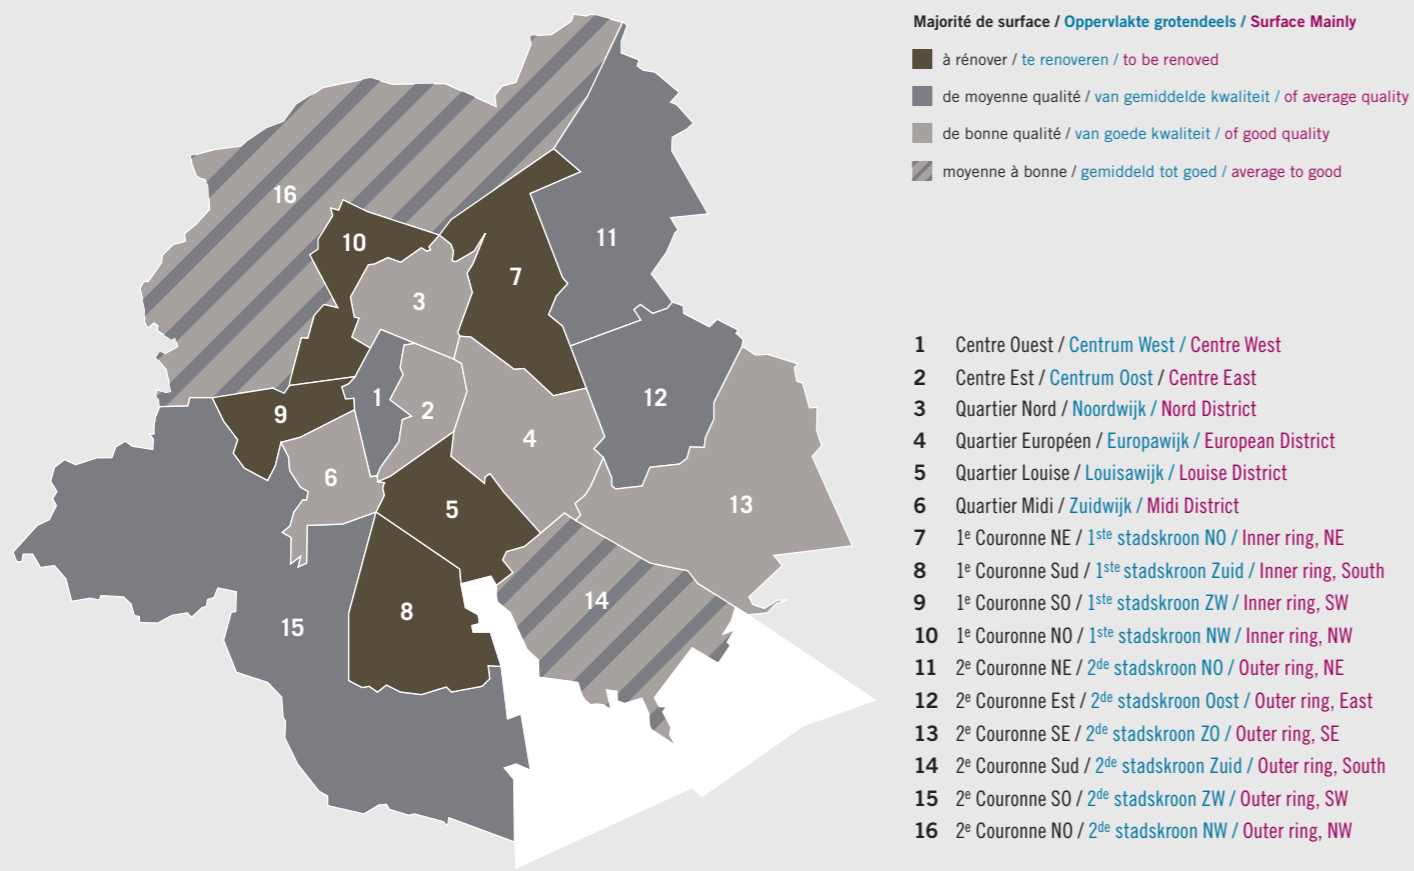 Majorité de surface / Oppervlakte grotendeels / Surface Mainly
à rénover / te renoveren / to be renoved
de moyenne qualité / van gemiddelde kwaliteit / of average quality
de bonne qualité / van goede kwaliteit / of good quality
moyenne à bonne / gemiddeld tot goed / average to good
16
10
11
7
3
1
2
12
9
4
6
5
13
14
8
15
1 Centre Ouest / Centrum West / Centre West
2 Centre Est / Centrum Oost / Centre East
3 Quartier Nord / Noordwijk / Nord District
4 Quartier Européen / Europawijk / European District
5 Quartier Louise / Louisawijk / Louise District
6 Quartier Midi / Zuidwijk / Midi District
7 1e Couronne NE / 1ste stadskroon NO / Inner ring, NE
8 1e Couronne Sud / 1ste stadskroon Zuid / Inner ring, South
9 1e Couronne SO / 1ste stadskroon ZW / Inner ring, SW
10 1e Couronne NO / 1ste stadskroon NW / Inner ring, NW
11 2e Couronne NE / 2de stadskroon NO / Outer ring, NE
12 2e Couronne Est / 2de stadskroon Oost / Outer ring, East
13 2e Couronne SE / 2de stadskroon ZO / Outer ring, SE
14 2e Couronne Sud / 2de stadskroon Zuid / Outer ring, South
15 2e Couronne SO / 2de stadskroon ZW / Outer ring, SW
16 2e Couronne NO / 2de stadskroon NW / Outer ring, NW